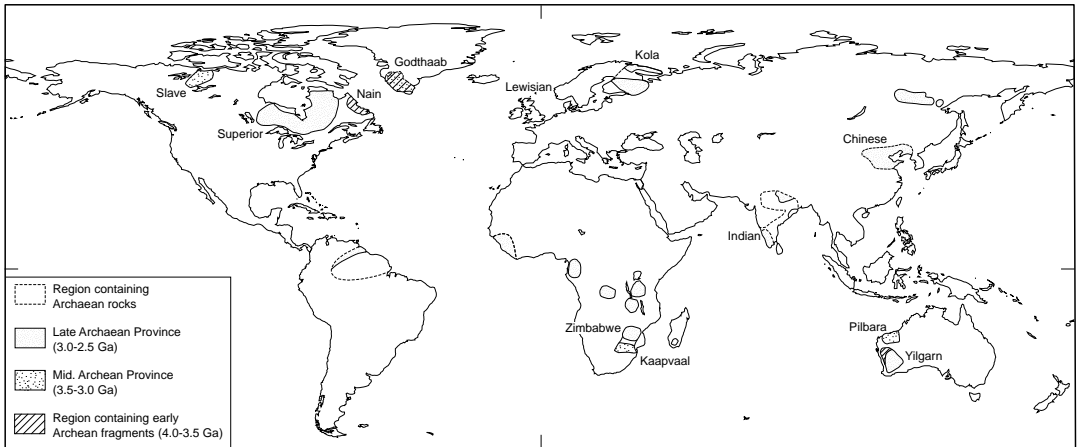 Godthaab
Kola
Slave
Nain
Lewisian
Superior
Chinese
Indian
Region containing
Archaean rocks
Late Archaean Province
(3.0-2.5 Ga)
Mid. Archean Province
(3.5-3.0 Ga)
Region containing early
Archean fragments (4.0-3.5 Ga)
Zimbabwe
Kaapvaal
Pilbara
Yilgarn